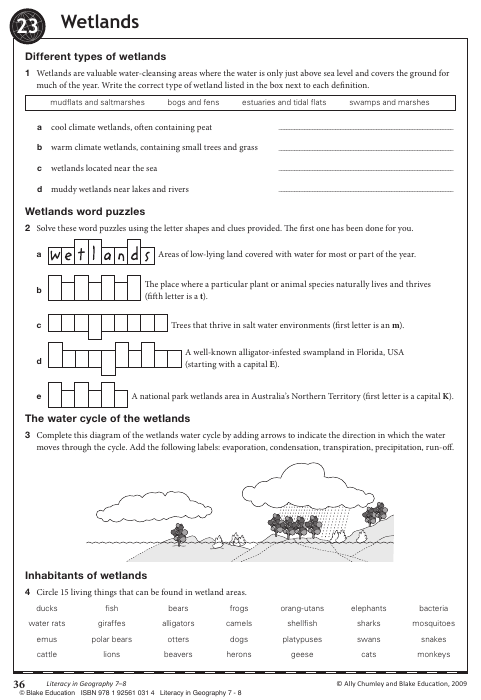 23 Wetlands
Different types of wetlands
1 Wetlands are valuable water-cleansing areas where the water is only just above sea level and covers the ground for
much of the year. Write the correct type of wetland listed in the box next to each definition.
mudflats and saltmarshes bogs and fens estuaries and tidal flats swamps and marshes
a cool climate wetlands, often containing peat
b warm climate wetlands, containing small trees and grass
c wetlands located near the sea
d muddy wetlands near lakes and rivers
Wetlands word puzzles
2 Solve these word puzzles using the letter shapes and clues provided. The first one has been done for you.
a wetlands Areas of low-lying land covered with water for most or part of the year.
b The place where a particular plant or animal species naturally lives and thrives
(fifth letter is a t).
c Trees that thrive in salt water environments (first letter is an m).
d A well-known alligator-infested swampland in Florida, USA
(starting with a capital E).
e A national park wetlands area in Australia's Northern Territory (first letter is a capital K).
The water cycle of the wetlands
3 Complete this diagram of the wetlands water cycle by adding arrows to indicate the direction in which the water
moves through the cycle. Add the following labels: evaporation, condensation, transpiration, precipitation, run-off.
Inhabitants of wetlands
4 Circle 15 living things that can be found in wetland areas.
ducks fish bears frogs orang-utans elephants bacteria
water rats giraffes alligators camels shellfish sharks mosquitoes
emus polar bears otters dogs platypuses swans snakes
cattle lions beavers herons geese cats monkeys
36 Literacy in Geography 7–8 © Ally Chumley and Blake Education, 2009
© Blake Education ISBN 978 1 92561 031 4 Literacy in Geography 7 - 8